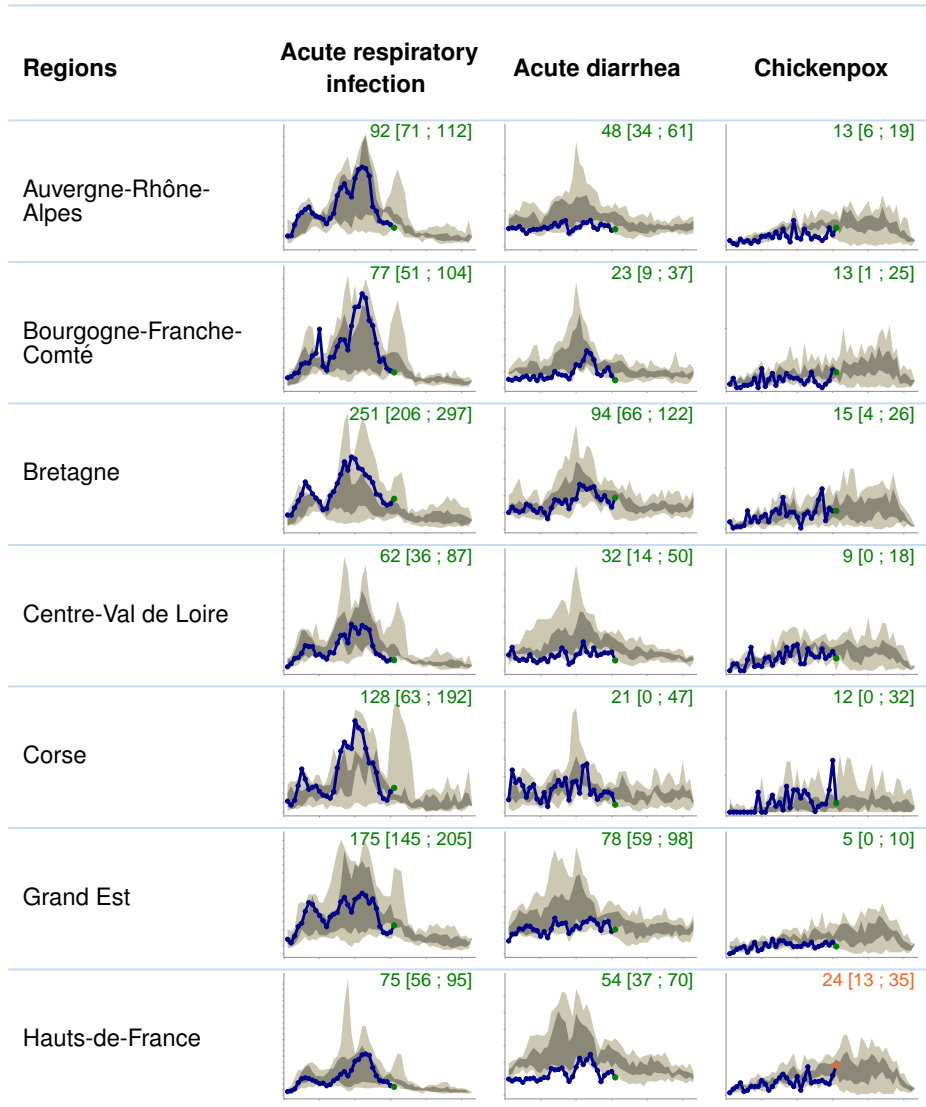 Regions
Acute respiratory
infection
Acute diarrhea
Chickenpox
92 [71 ; 112]
48 [34 ; 61]
13 [6 ; 19]
Auvergne-Rhône-
Alpes
77 [51 ; 104]
23 [9 ; 37]
13 [1 ; 25]
Bourgogne-Franche-
Comté
251 [206 ; 297]
94 [66 ; 122]
15 [4 ; 26]
Bretagne
62 [36 ; 87]
32 [14 ; 50]
9 [0 ; 18]
Centre-Val de Loire
128 [63 ; 192]
21 [0 ; 47]
12 [0 ; 32]
Corse
175 [145 ; 205]
78 [59 ; 98]
5 [0 ; 10]
Grand Est
75 [56 ; 95]
54 [37 ; 70]
24 [13 ; 35]
Hauts-de-France